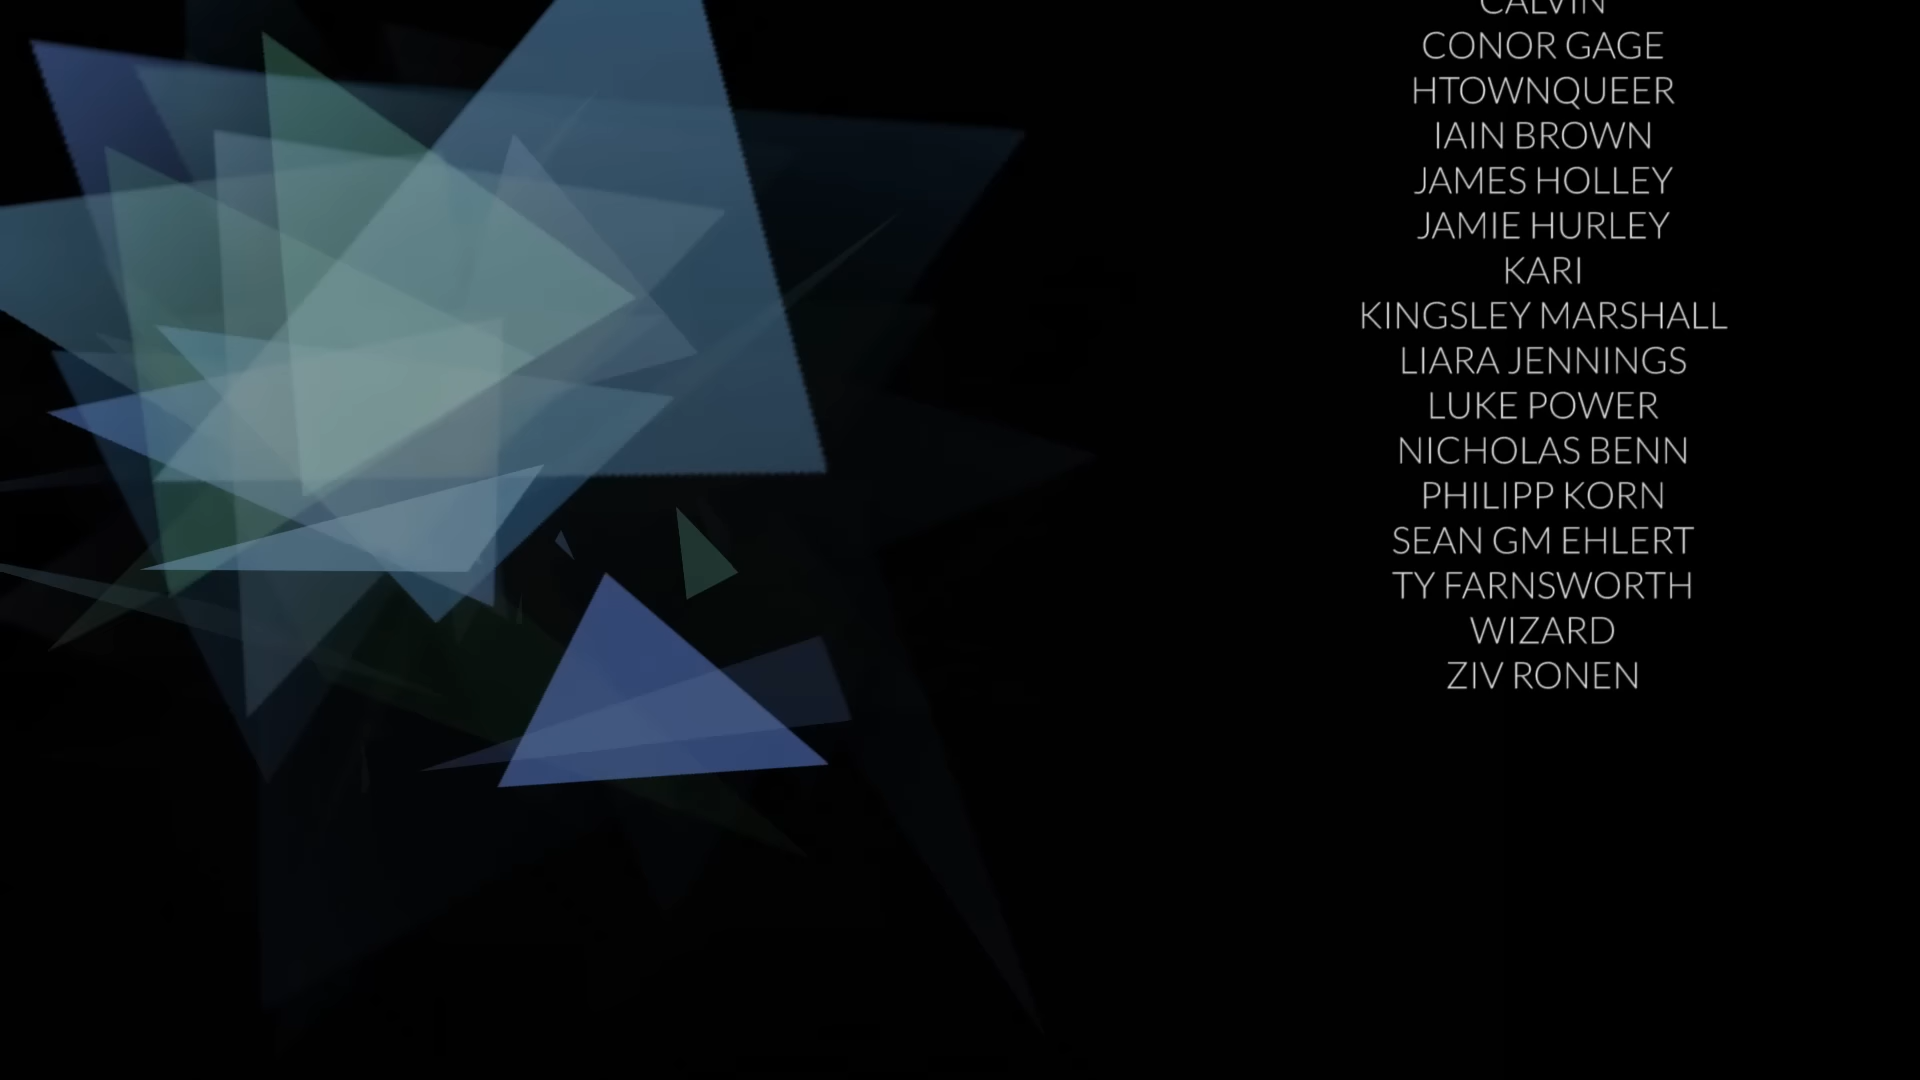 CALVIN
CONOR GAGE
HTOWNQUEER
IAIN BROWN
JAMES HOLLEY
JAMIE HURLEY
KARI
KINGSLEY MARSHALL
LIARA JENNINGS
LUKE POWER
NICHOLAS BENN
PHILIPP KORN
SEAN GM EHLERT
TY FARNSWORTH
WIZARD
ZIV RONEN